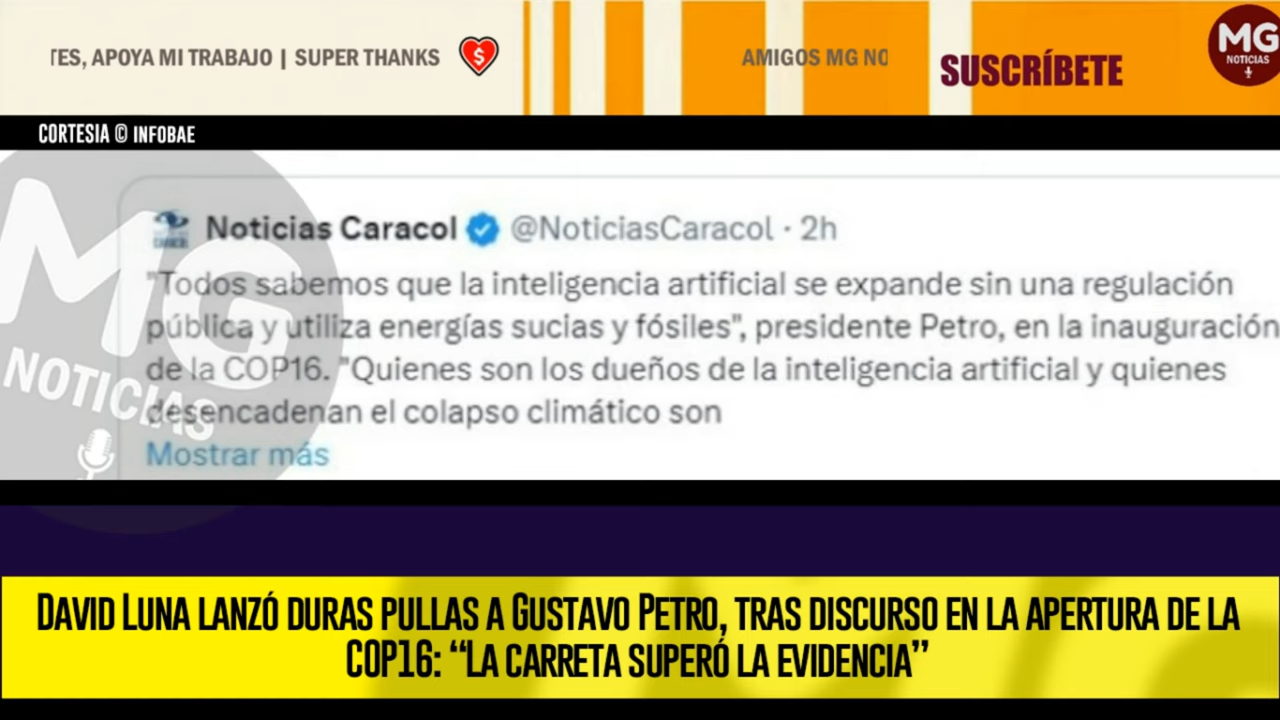 TES, APOYA MI TRABAJO | SUPER THANKS
$
AMIGOS MG NO
SUSCRÍBETE
MG
NOTICIAS
CORTESIA © INFOBAE
MG
NOTICIAS
Noticias Caracol @NoticiasCaracol · 2h
"Todos sabemos que la inteligencia artificial se expande sin una regulación
pública y utiliza energías sucias y fósiles", presidente Petro, en la inauguración
de la COP16. "Quienes son los dueños de la inteligencia artificial y quienes
desencadenan el colapso climático son
Mostrar más
DAVID LUNA LANZÓ DURAS PULLAS A GUSTAVO PETRO, TRAS DISCURSO EN LA APERTURA DE LA
COP16: “LA CARRETA SUPERÓ LA EVIDENCIA”